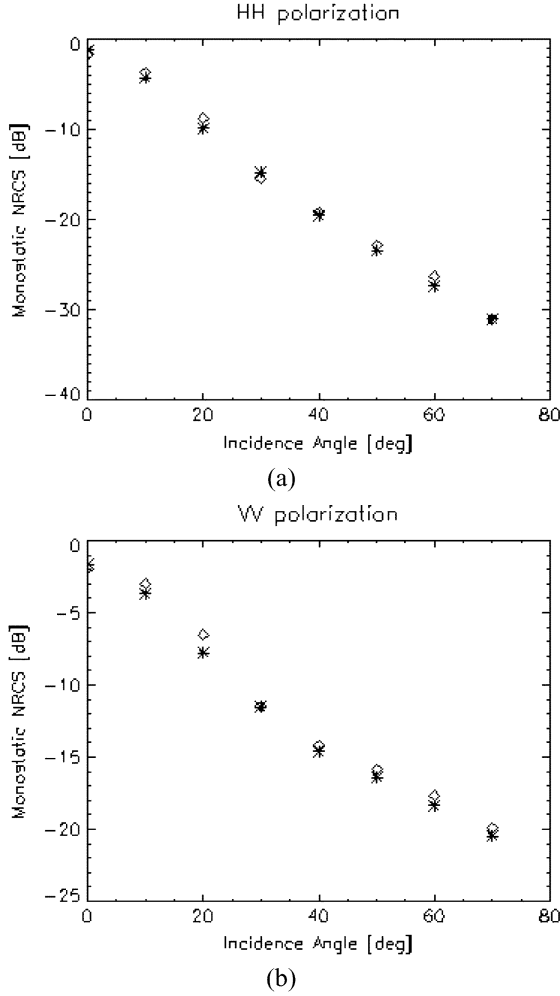 HH polarization
0
-10
-20
-30
-40
Monostatic NRCS [dB]
0 20 40 60 80
Incidence Angle [deg]
(a)
VV polarization
0
-5
-10
-15
-20
-25
Monostatic NRCS [dB]
0 20 40 60 80
Incidence Angle [deg]
(b)